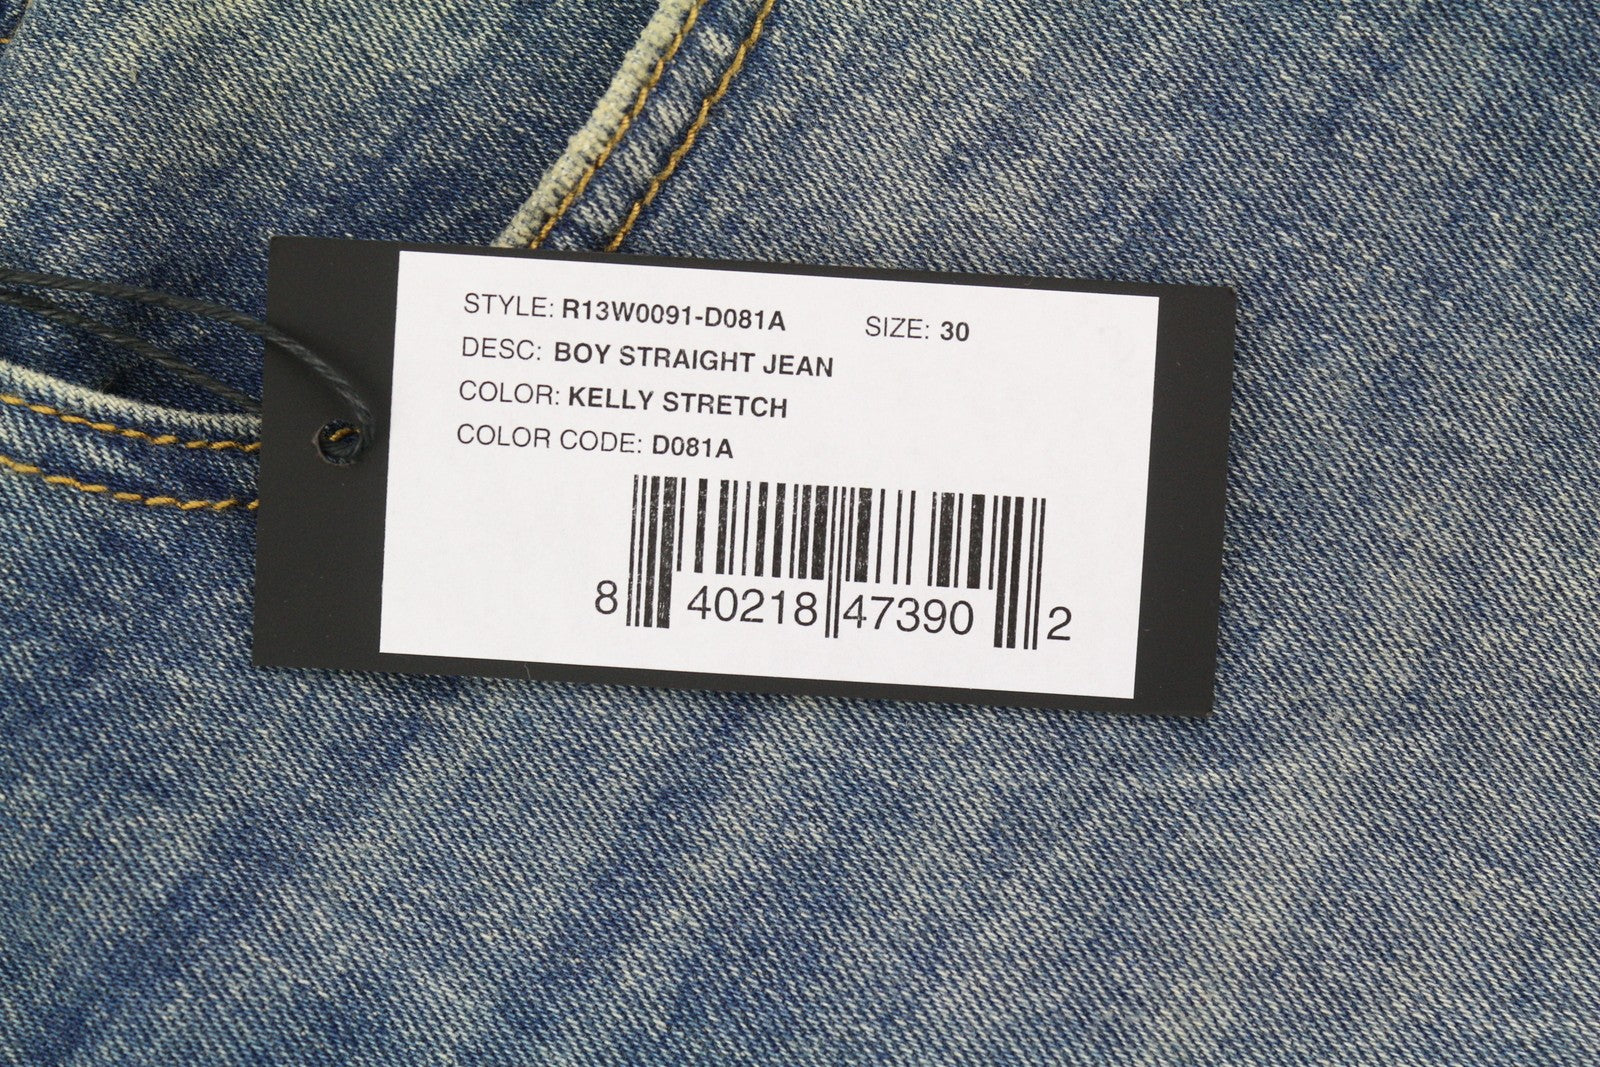 STYLE: R13W0091-D081A SIZE: 30
DESC: BOY STRAIGHT JEAN
COLOR: KELLY STRETCH
COLOR CODE: D081A
8 40218 47390 2